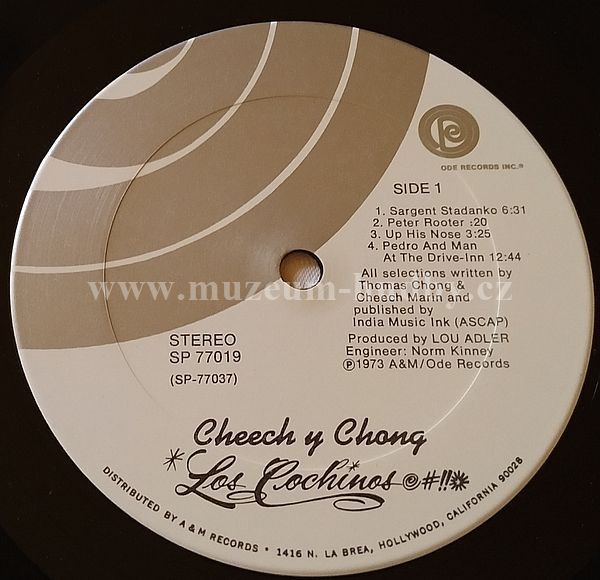 ODE RECORDS INC.®
SIDE 1
1. Sargent Stadanko 6:31
2. Peter Rooter :20
3. Up His Nose 3:25
4. Pedro And Man
At The Drive-Inn 12:44
All selections written by
Thomas Chong &
Cheech Marin and
published by
India Music Ink (ASCAP)
Produced by LOU ADLER
Engineer: Norm Kinney
℗1973 A&M/Ode Records
STEREO
SP 77019
(SP-77037)
Cheech y Chong
*Los Cochinos @#!!*
DISTRIBUTED BY A & M RECORDS • 1416 N. LA BREA, HOLLYWOOD, CALIFORNIA 90028